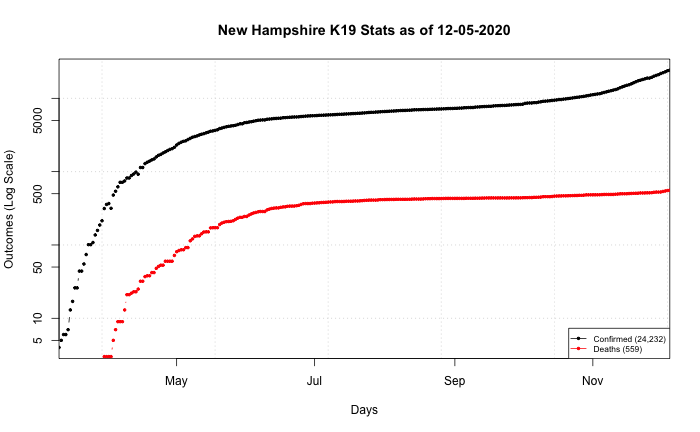 New Hampshire K19 Stats as of 12-05-2020
Outcomes (Log Scale)
5000
500
50
10
5
Confirmed (24,232)
Deaths (559)
May
Jul
Sep
Nov
Days